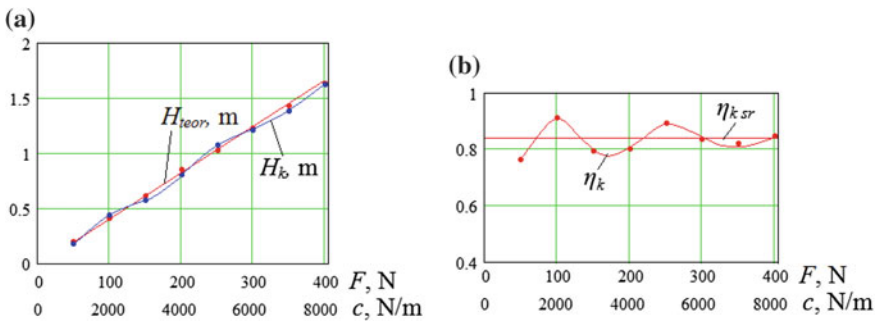 (a)
2
1.5
1
0.5
0
H_teor, m
H_k, m
0 100 200 300 400 F, N
0 2000 4000 6000 8000 c, N/m
(b)
1
0.8
0.6
0.4
η_k sr
η_k
0 100 200 300 400 F, N
0 2000 4000 6000 8000 c, N/m